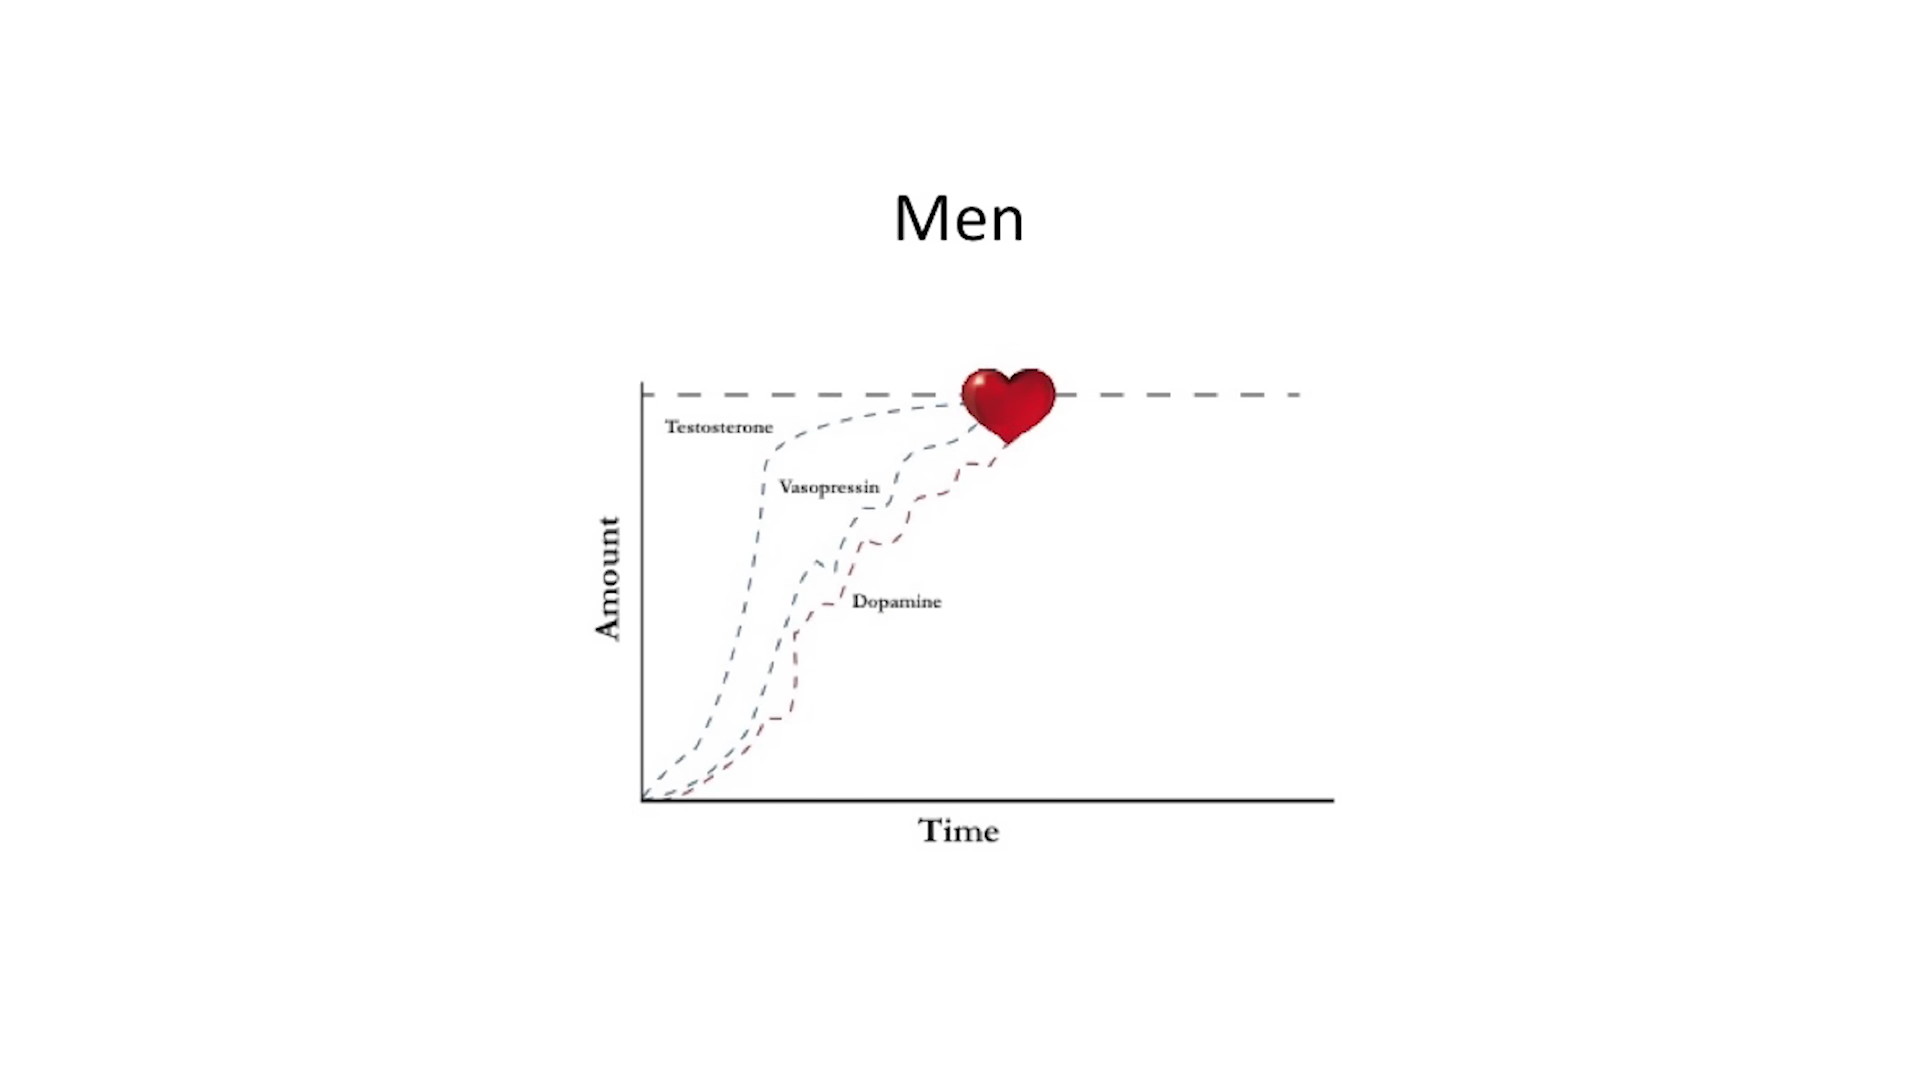 Men
Testosterone
Vasopressin
Dopamine
Amount
Time